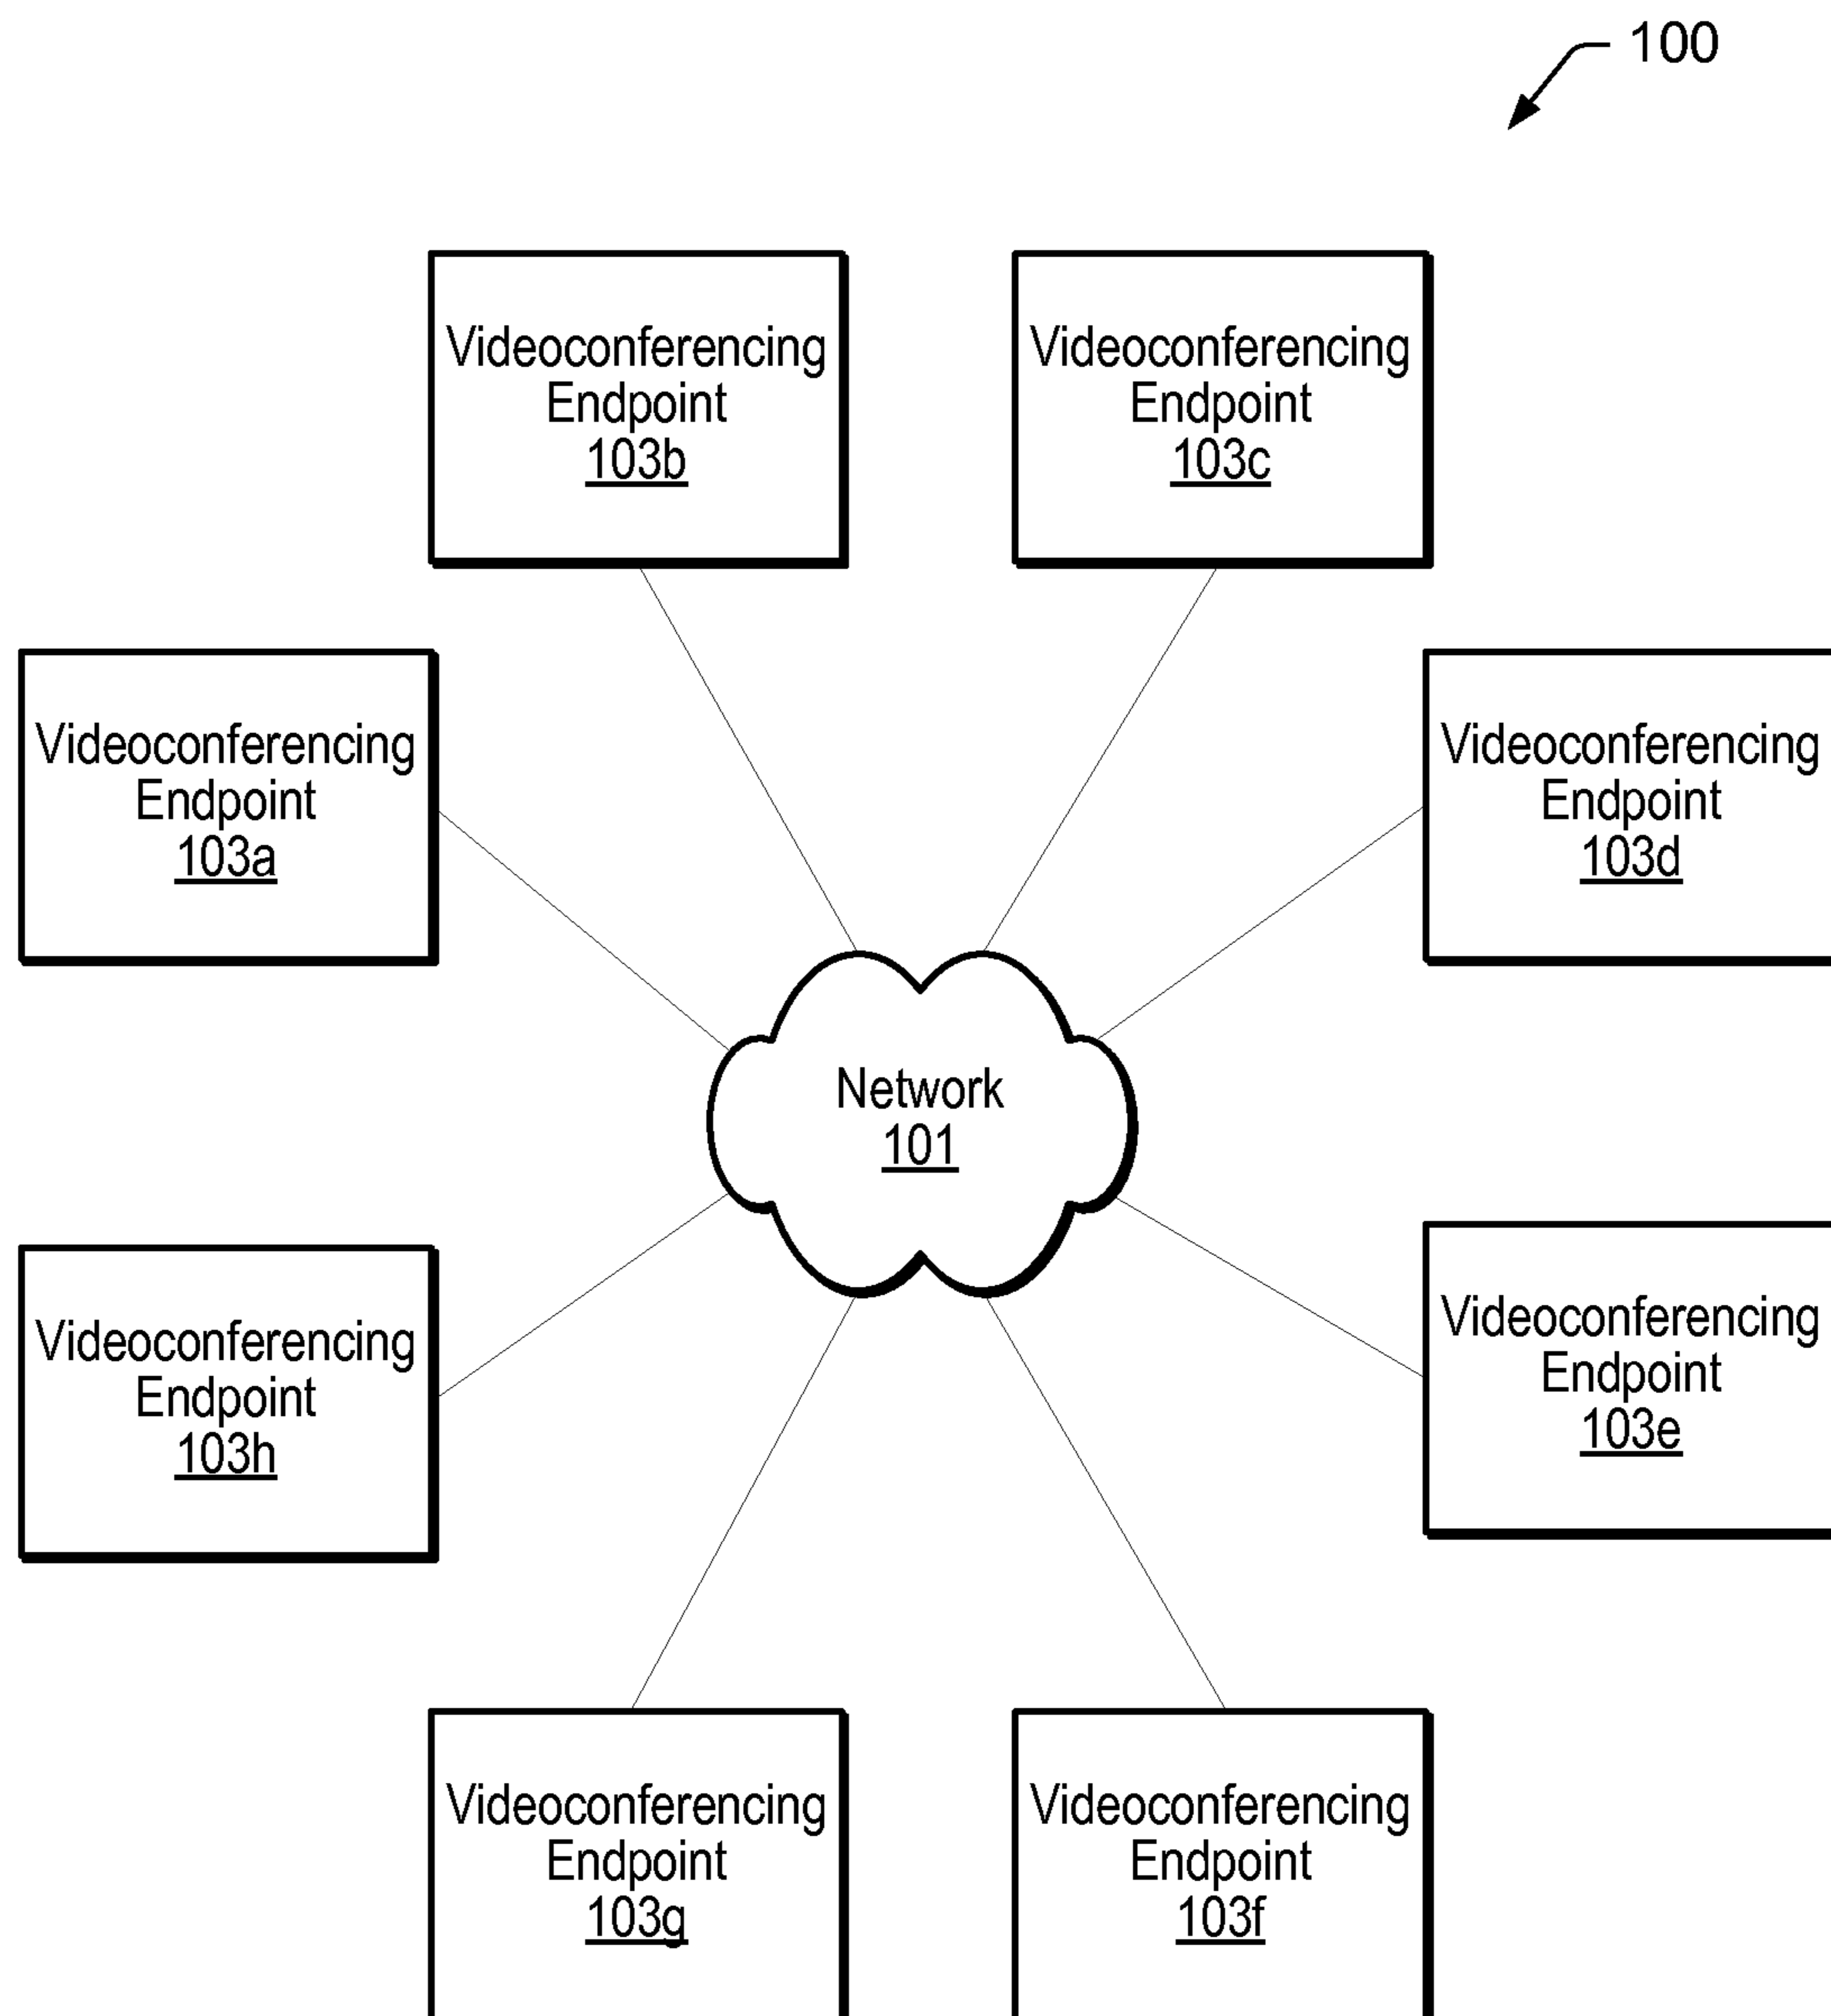 100
Videoconferencing
Endpoint
103b
Videoconferencing
Endpoint
103c
Videoconferencing
Endpoint
103a
Videoconferencing
Endpoint
103d
Network
101
Videoconferencing
Endpoint
103h
Videoconferencing
Endpoint
103e
Videoconferencing
Endpoint
103g
Videoconferencing
Endpoint
103f